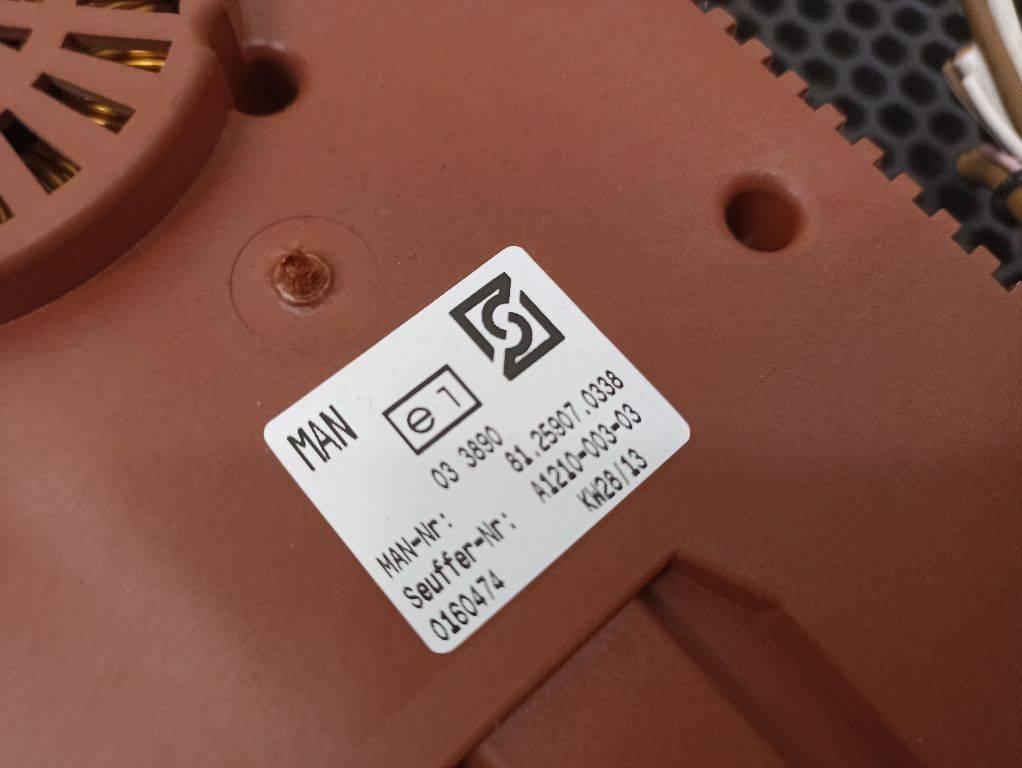 MAN
e1
03 3890
MAN-Nr: 81.25907.0338
Seuffer-Nr: A1210-003-03
0160474 KW28/13